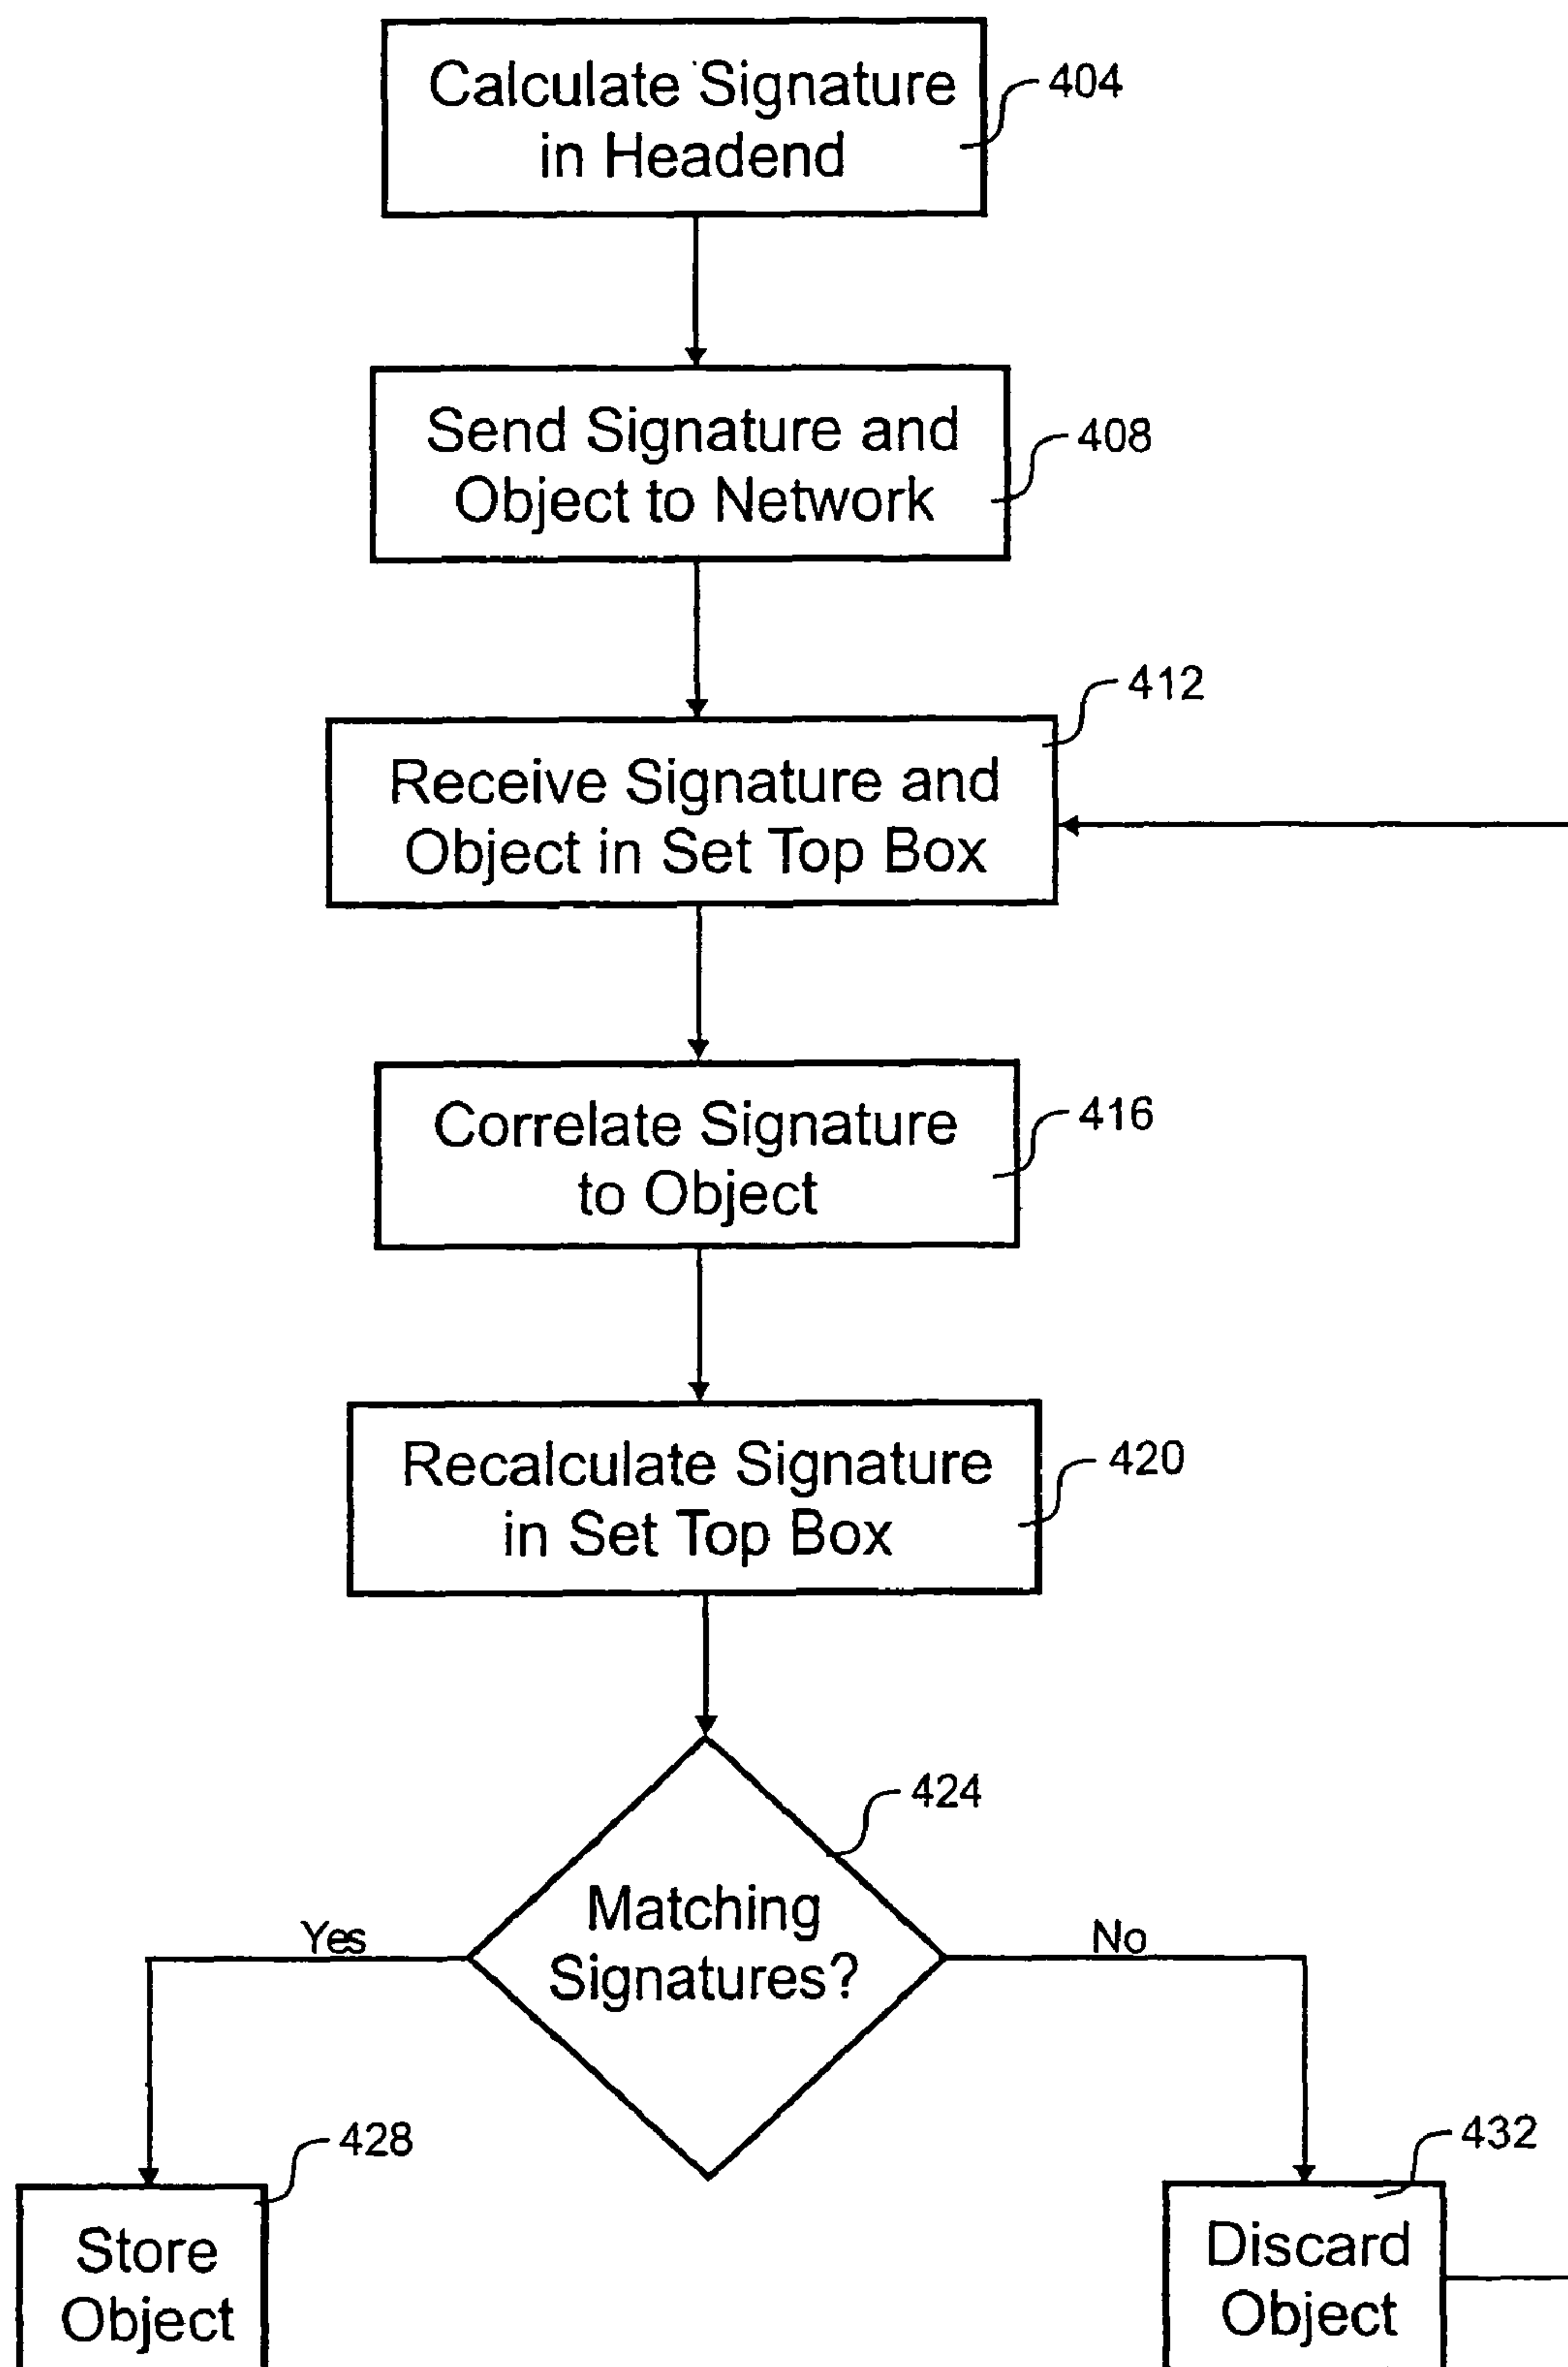 Calculate Signature
in Headend
404
Send Signature and
Object to Network
408
412
Receive Signature and
Object in Set Top Box
Correlate Signature
to Object
416
Recalculate Signature
in Set Top Box
420
424
Matching
Signatures?
Yes
No
428
Store
Object
432
Discard
Object